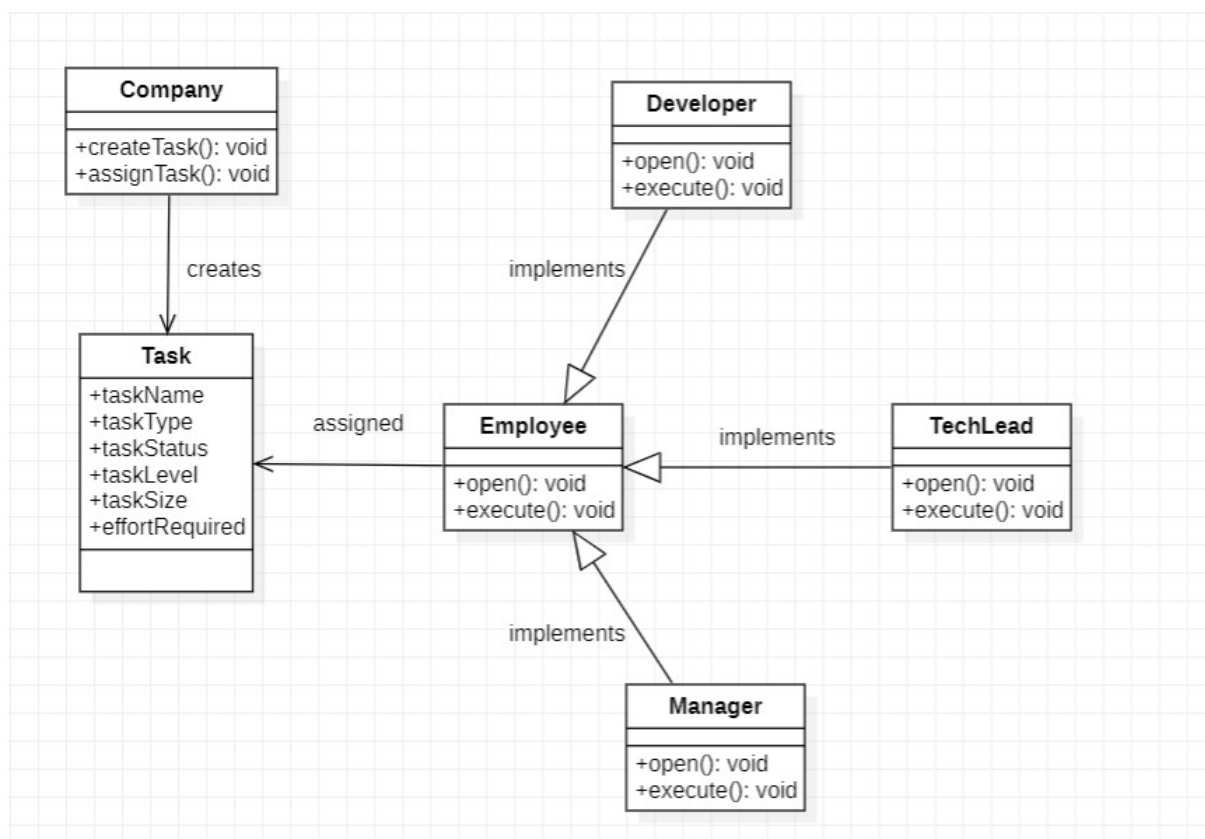 Company
+createTask(): void
+assignTask(): void
Developer
+open(): void
+execute(): void
creates
implements
Task
+taskName
+taskType
+taskStatus
+taskLevel
+taskSize
+effortRequired
assigned
Employee
+open(): void
+execute(): void
implements
TechLead
+open(): void
+execute(): void
implements
Manager
+open(): void
+execute(): void